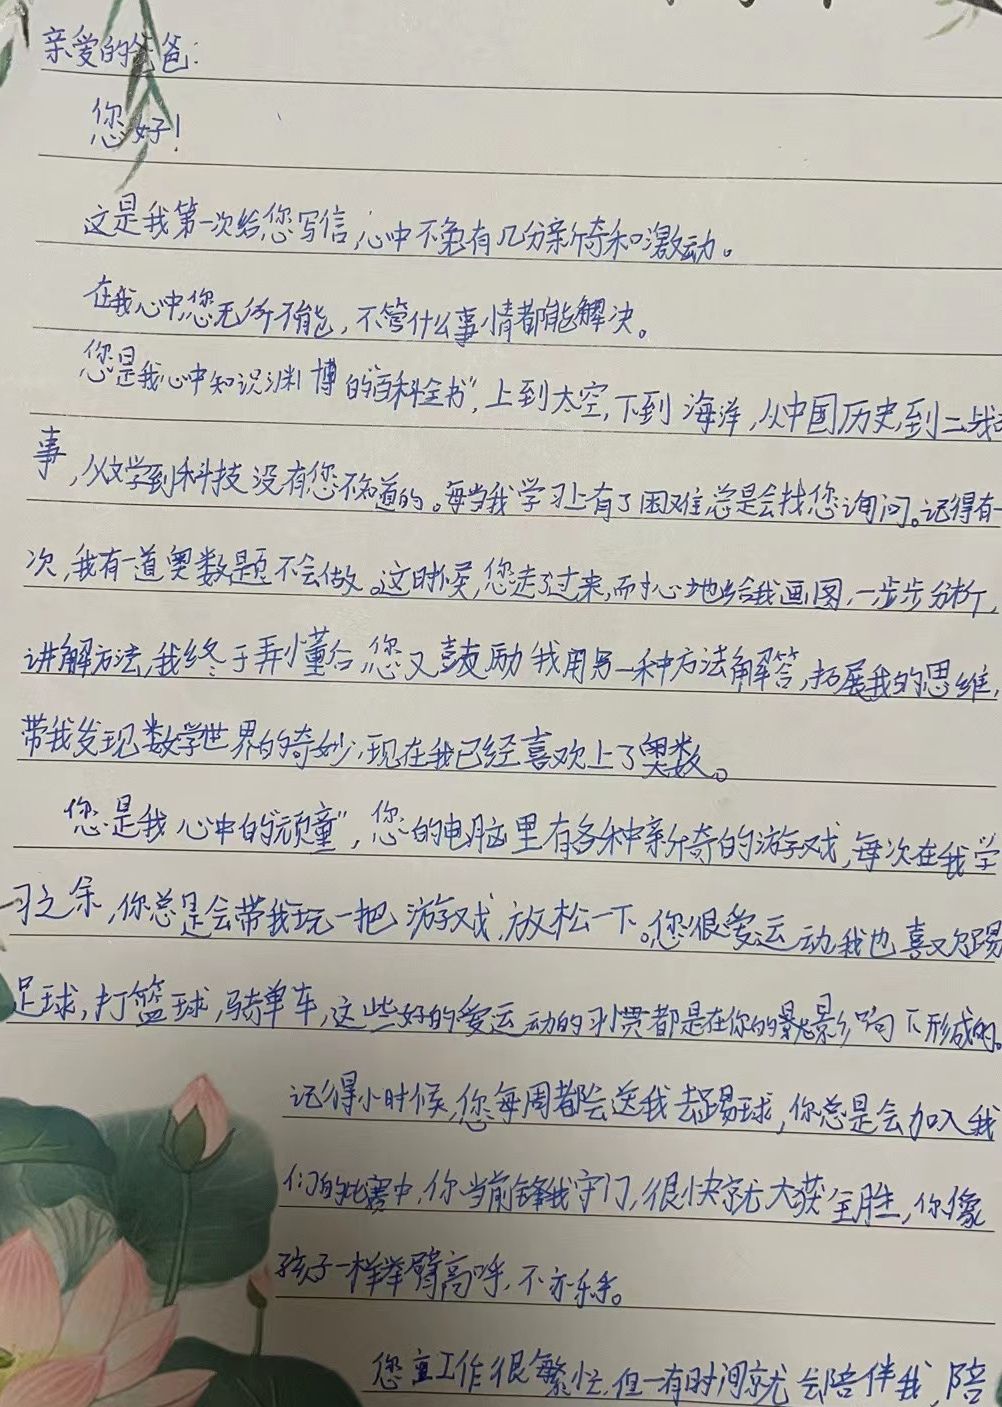 亲爱的爸爸:
您好!
这是我第一次给您写信,心中不免有几分新奇和激动。
在我心中您无所不能,不管什么事情都能解决。
您是我心中知识渊博的“百科全书”,上到太空,下到海洋,从中国历史到二战
事,从文学到科技没有您不知道的。每当我学习上有了困难总是会找您询问。记得有一
次,我有一道奥数题不会做。这时候,您走了过来,耐心地给我画图,一步步分析,
讲解方法,我终于弄懂后,您又鼓励我用另一种方法解答,拓展我的思维,
带我发现数学世界的奇妙,现在我已经喜欢上了奥数。
您是我心中的“顽童”,您的电脑里有各种新奇的游戏,每次在我学
习之余,你总是会带我玩一把游戏,放松一下。您很爱运动我也喜欢踢
足球,打篮球,骑单车,这些好的爱运动的习惯都是在你的影响下形成的。
记得小时候,您每周都会送我去踢球,你总是会加入我
们的比赛中,你当前锋我守门,很快就大获全胜,你像
孩子一样举臂高呼,不亦乐乎。
您工作很繁忙,但一有时间就会陪伴我,陪